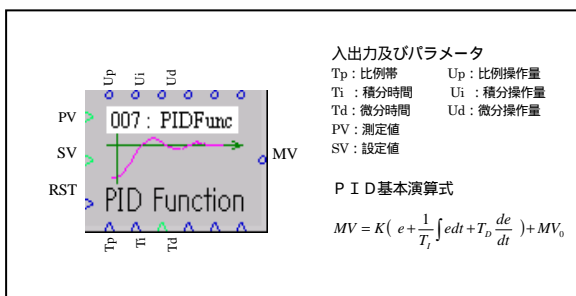 Up Ui Ud
PV
SV
RST
007 : PIDFunc
PID Function
MV
Tp Ti Td
入出力及びパラメータ
Tp：比例帯 Up：比例操作量
Ti ：積分時間 Ui ：積分操作量
Td：微分時間 Ud：微分操作量
PV：測定値
SV：設定値
ＰＩＤ基本演算式
MV = K( e + 1/T_I ∫ edt + T_D de/dt ) + MV_0